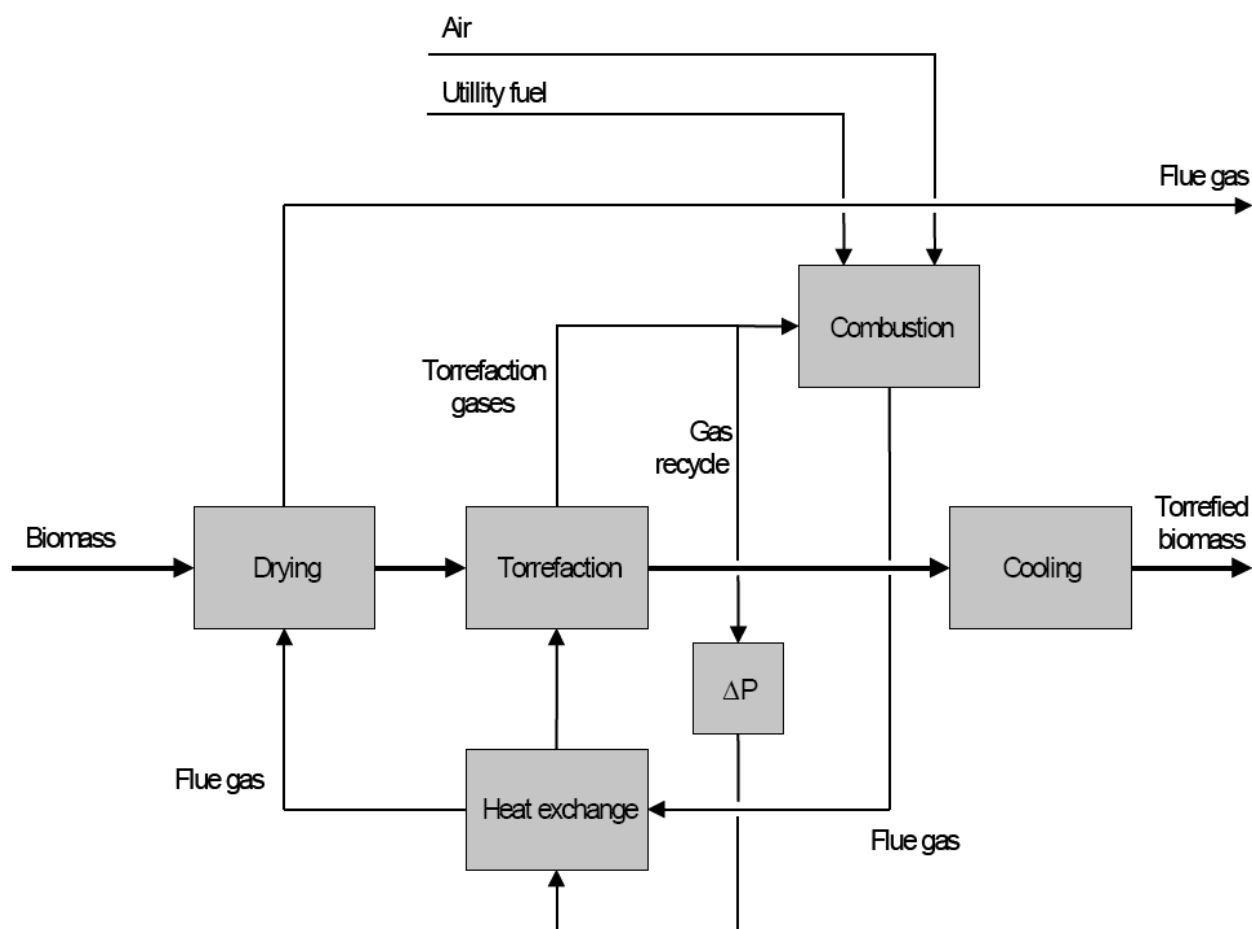 Air
Utillity fuel
Flue gas
Combustion
Torrefaction
gases
Gas
recycle
Biomass
Drying
Torrefaction
Cooling
Torrefied
biomass
ΔP
Flue gas
Heat exchange
Flue gas